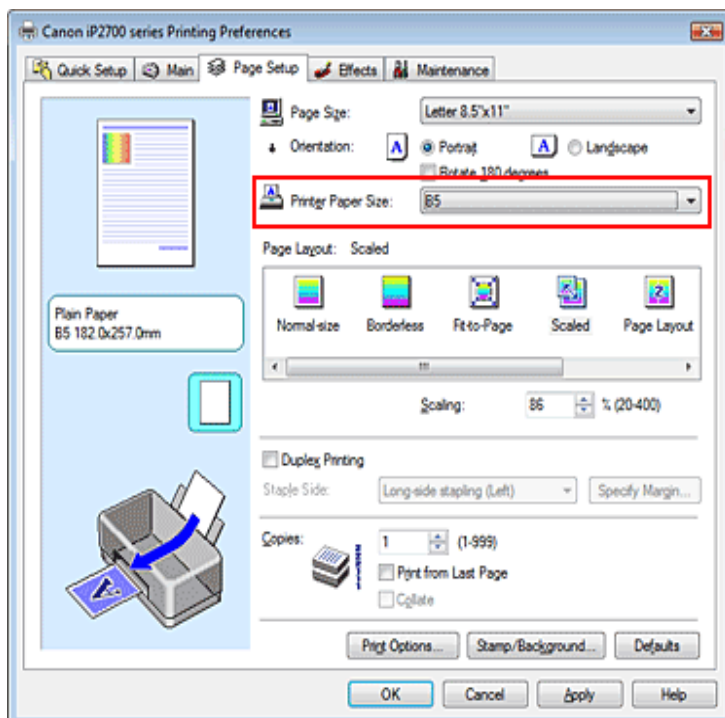 Canon iP2700 series Printing Preferences
Quick Setup Main Page Setup Effects Maintenance
Page Size: Letter 8.5"x11"
Orientation: A Portrait A Landscape
Rotate 180 degrees
Printer Paper Size: B5
Page Layout: Scaled
Normal-size Borderless Fit-to-Page Scaled Page Layout
Plain Paper
B5 182.0x257.0mm
Scaling: 86 % (20-400)
Duplex Printing
Staple Side: Long-side stapling (Left) Specify Margin...
Copies: 1 (1-999)
Print from Last Page
Collate
Print Options... Stamp/Background... Defaults
OK Cancel Apply Help